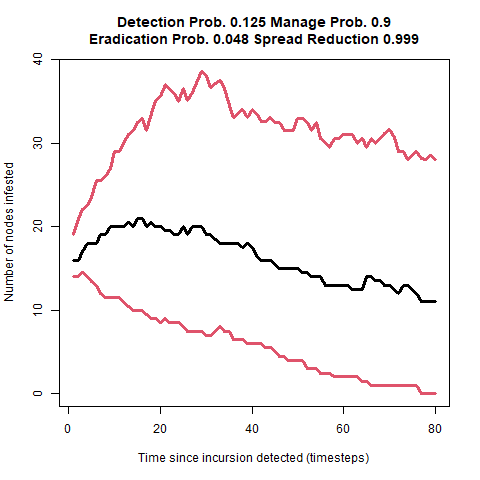 Detection Prob. 0.125 Manage Prob. 0.9
Eradication Prob. 0.048 Spread Reduction 0.999
Number of nodes infested
40
30
20
10
0
0
20
40
60
80
Time since incursion detected (timesteps)